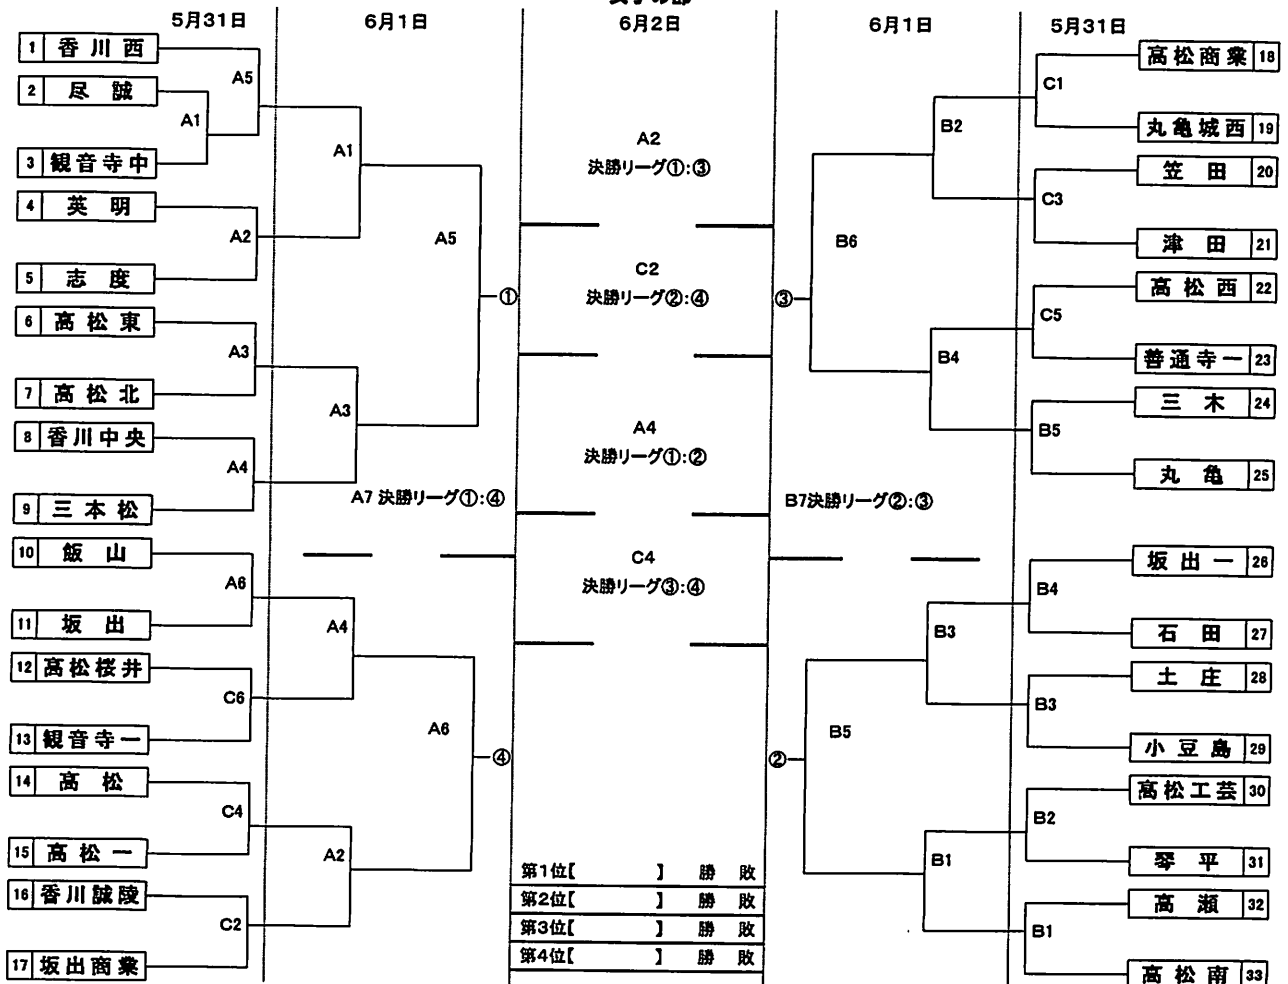 女子の部
5月31日
6月1日
6月2日
6月1日
5月31日
1 香川西
2 尽誠
3 観音寺中
4 英明
5 志度
6 高松東
7 高松北
8 香川中央
9 三本松
10 飯山
11 坂出
12 高松桜井
13 観音寺一
14 高松
15 高松一
16 香川誠陵
17 坂出商業
A5
A1
A2
A3
A4
A6
C6
C4
C2
A1
A3
A4
A2
A5
A6
①
④
A7 決勝リーグ①:④
A2
決勝リーグ①:③
C2
決勝リーグ②:④
A4
決勝リーグ①:②
C4
決勝リーグ③:④
第1位【 】 勝 敗
第2位【 】 勝 敗
第3位【 】 勝 敗
第4位【 】 勝 敗
③
②
B7決勝リーグ②:③
B6
B5
B2
B4
B3
B1
C1
C3
C5
B5
B4
B3
B2
B1
高松商業 18
丸亀城西 19
笠田 20
津田 21
高松西 22
善通寺一 23
三木 24
丸亀 25
坂出一 26
石田 27
土庄 28
小豆島 29
高松工芸 30
琴平 31
高瀬 32
高松南 33